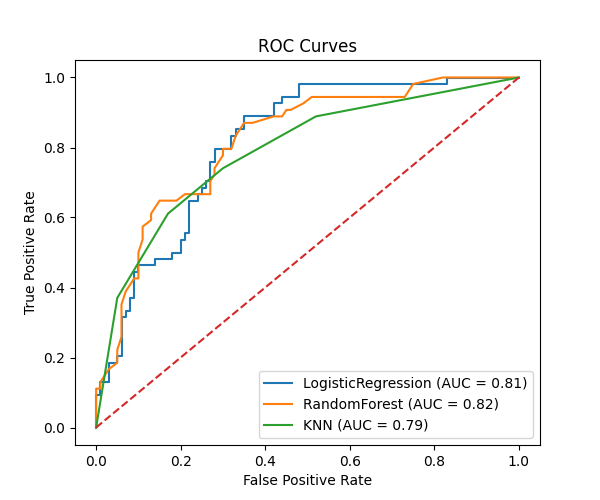 ROC Curves
True Positive Rate
1.0
0.8
0.6
0.4
0.2
0.0
LogisticRegression (AUC = 0.81)
RandomForest (AUC = 0.82)
KNN (AUC = 0.79)
0.0 0.2 0.4 0.6 0.8 1.0
False Positive Rate